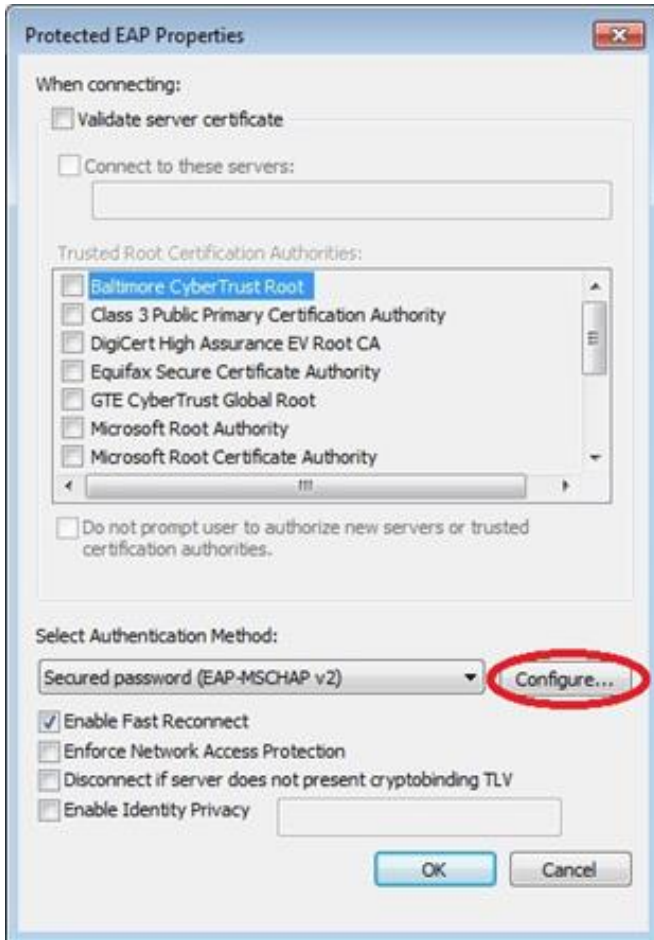 Protected EAP Properties
When connecting:
Validate server certificate
Connect to these servers:
Trusted Root Certification Authorities:
Baltimore CyberTrust Root
Class 3 Public Primary Certification Authority
DigiCert High Assurance EV Root CA
Equifax Secure Certificate Authority
GTE CyberTrust Global Root
Microsoft Root Authority
Microsoft Root Certificate Authority
Do not prompt user to authorize new servers or trusted
certification authorities.
Select Authentication Method:
Secured password (EAP-MSCHAP v2) Configure...
Enable Fast Reconnect
Enforce Network Access Protection
Disconnect if server does not present cryptobinding TLV
Enable Identity Privacy
OK Cancel